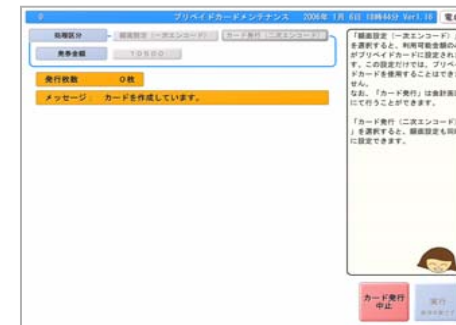 0 プリペイドカードメンテナンス 2006年 1月 6日 18時44分 Ver1.10 電
処理区分 額面設定(一次エンコード) カード発行(二次エンコード)
発券金額 10500
発行枚数 0枚
メッセージ： カードを作成しています。
「額面設定(一次エンコード)」
を選択すると、利用可能金額の
がプリペイドカードに設定され
す。この設定だけでは、プリペ
ドカードを使用することはでき
せん。
なお、「カード発行」は会計画
にて行うことができます。
「カード発行(二次エンコード
」を選択すると、額面設定も同
に設定できます。
カード発行
中止
実行